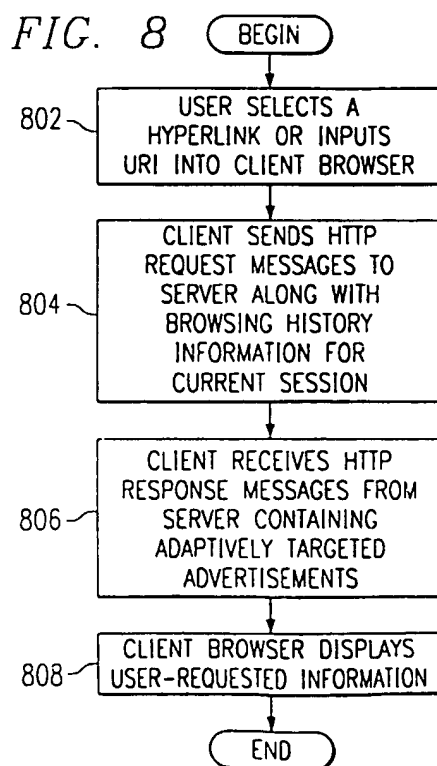 FIG. 8
BEGIN
802
USER SELECTS A
HYPERLINK OR INPUTS
URI INTO CLIENT BROWSER
804
CLIENT SENDS HTTP
REQUEST MESSAGES TO
SERVER ALONG WITH
BROWSING HISTORY
INFORMATION FOR
CURRENT SESSION
806
CLIENT RECEIVES HTTP
RESPONSE MESSAGES FROM
SERVER CONTAINING
ADAPTIVELY TARGETED
ADVERTISEMENTS
808
CLIENT BROWSER DISPLAYS
USER-REQUESTED INFORMATION
END